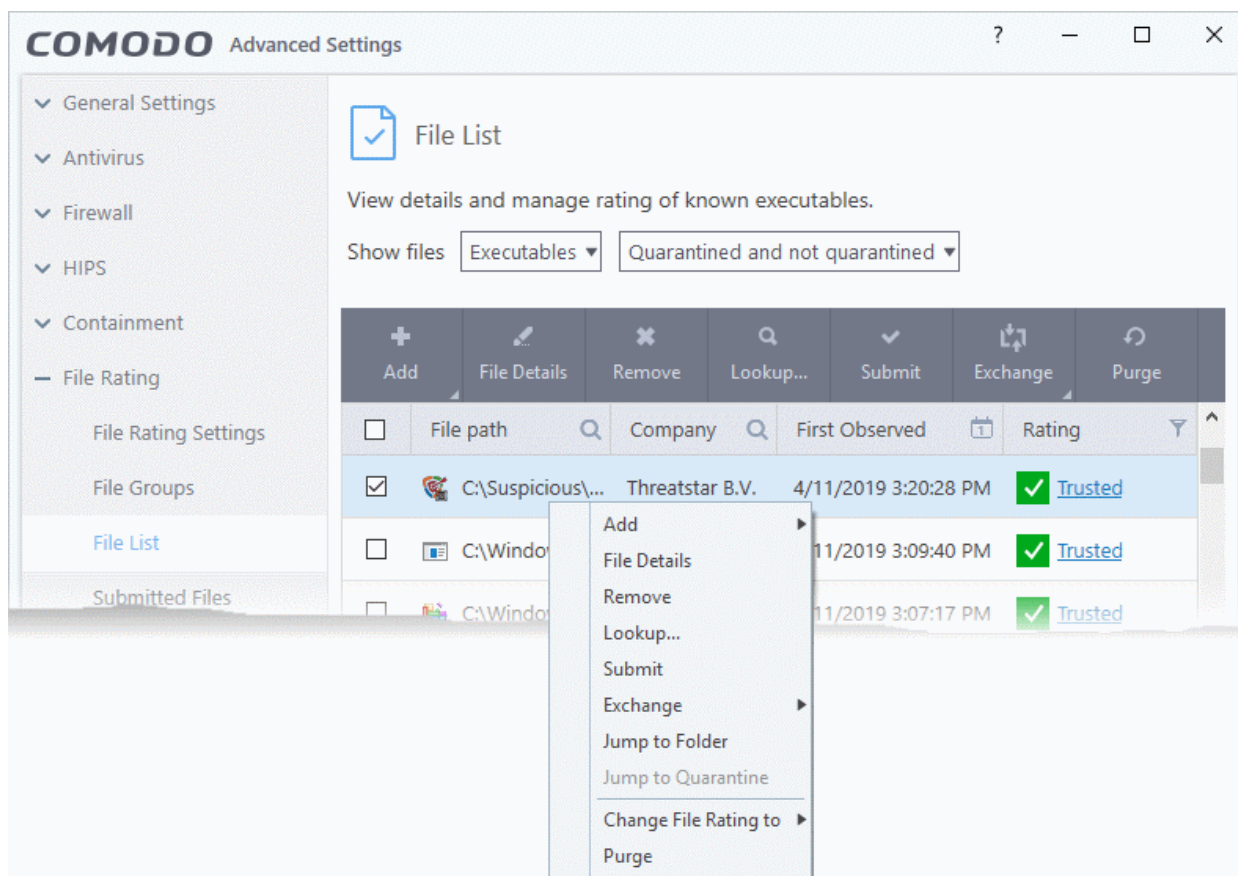 COMODO Advanced Settings ?
General Settings
Antivirus
Firewall
HIPS
Containment
File Rating
File Rating Settings
File Groups
File List
Submitted Files
File List
View details and manage rating of known executables.
Show files Executables Quarantined and not quarantined
Add File Details Remove Lookup... Submit Exchange Purge
File path Company First Observed 1 Rating
C:\Suspicious\... Threatstar B.V. 4/11/2019 3:20:28 PM Trusted
C:\Windo 11/2019 3:09:40 PM Trusted
C:\Windo 11/2019 3:07:17 PM Trusted
Add
File Details
Remove
Lookup...
Submit
Exchange
Jump to Folder
Jump to Quarantine
Change File Rating to
Purge